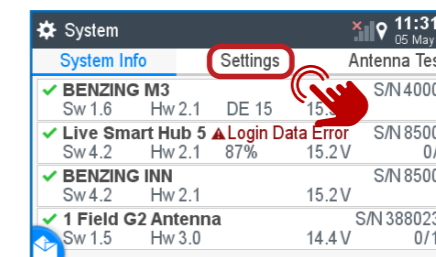 System 11:31
05 May
System Info Settings Antenna Tes
BENZING M3 S/N 4000
Sw 1.6 Hw 2.1 DE 15
Live Smart Hub 5 Login Data Error S/N 8500
Sw 4.2 Hw 2.1 87% 15.2 V 0/
BENZING INN S/N 8500
Sw 4.2 Hw 2.1 15.2 V
1 Field G2 Antenna S/N 388023
Sw 1.5 Hw 3.0 14.4 V 0/1